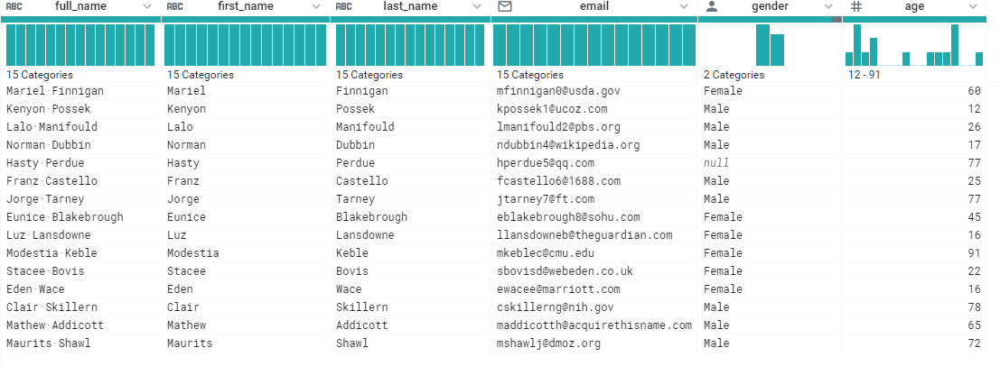 ABC full_name ABC first_name ABC last_name email gender # age
15 Categories 15 Categories 15 Categories 15 Categories 2 Categories 12 - 91
Mariel·Finnigan Mariel Finnigan mfinnigan0@usda.gov Female 60
Kenyon·Possek Kenyon Possek kpossek1@ucoz.com Male 12
Lalo·Manifould Lalo Manifould lmanifould2@pbs.org Male 26
Norman·Dubbin Norman Dubbin ndubbin4@wikipedia.org Male 17
Hasty·Perdue Hasty Perdue hperdue5@qq.com null 77
Franz·Castello Franz Castello fcastello6@1688.com Male 25
Jorge·Tarney Jorge Tarney jtarney7@ft.com Male 77
Eunice·Blakebrough Eunice Blakebrough eblakebrough8@sohu.com Female 45
Luz·Lansdowne Luz Lansdowne llansdowneb@theguardian.com Female 16
Modestia·Keble Modestia Keble mkeblec@cmu.edu Female 91
Stacee·Bovis Stacee Bovis sbovisd@webeden.co.uk Female 22
Eden·Wace Eden Wace ewacee@marriott.com Female 16
Clair·Skillern Clair Skillern cskillerng@nih.gov Male 78
Mathew·Addicott Mathew Addicott maddicotth@acquirethisname.com Male 65
Maurits·Shawl Maurits Shawl mshawlj@dmoz.org Male 72